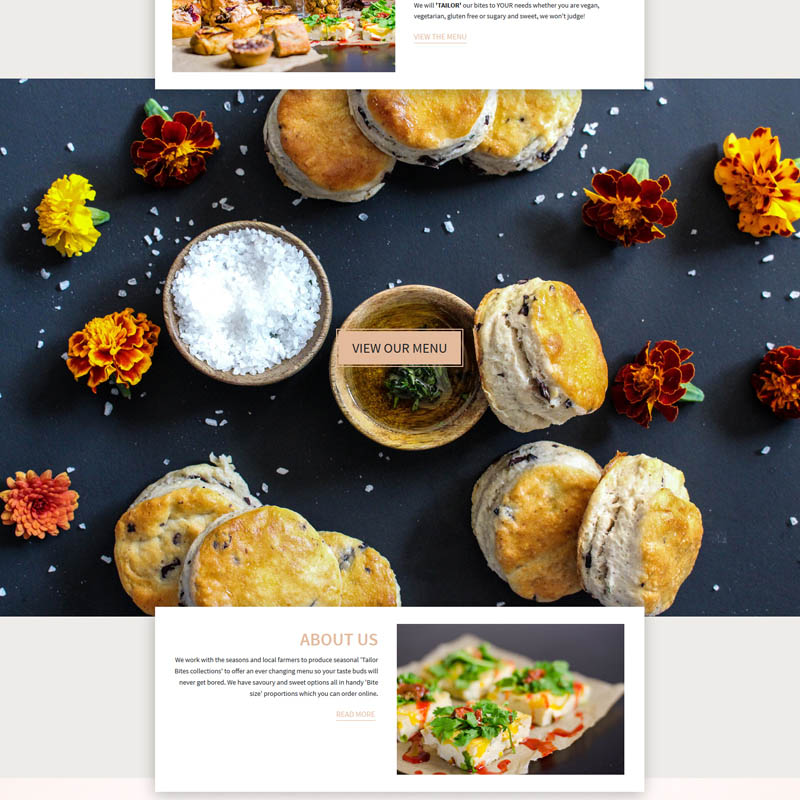 We will 'TAILOR' our bites to YOUR needs whether you are vegan,
vegetarian, gluten free or sugary and sweet, we won't judge!
VIEW THE MENU
VIEW OUR MENU
ABOUT US
We work with the seasons and local farmers to produce seasonal 'Tailor
Bites collections' to offer an ever changing menu so your taste buds will
never get bored. We have savoury and sweet options all in handy 'Bite
size' proportions which you can order online.
READ MORE